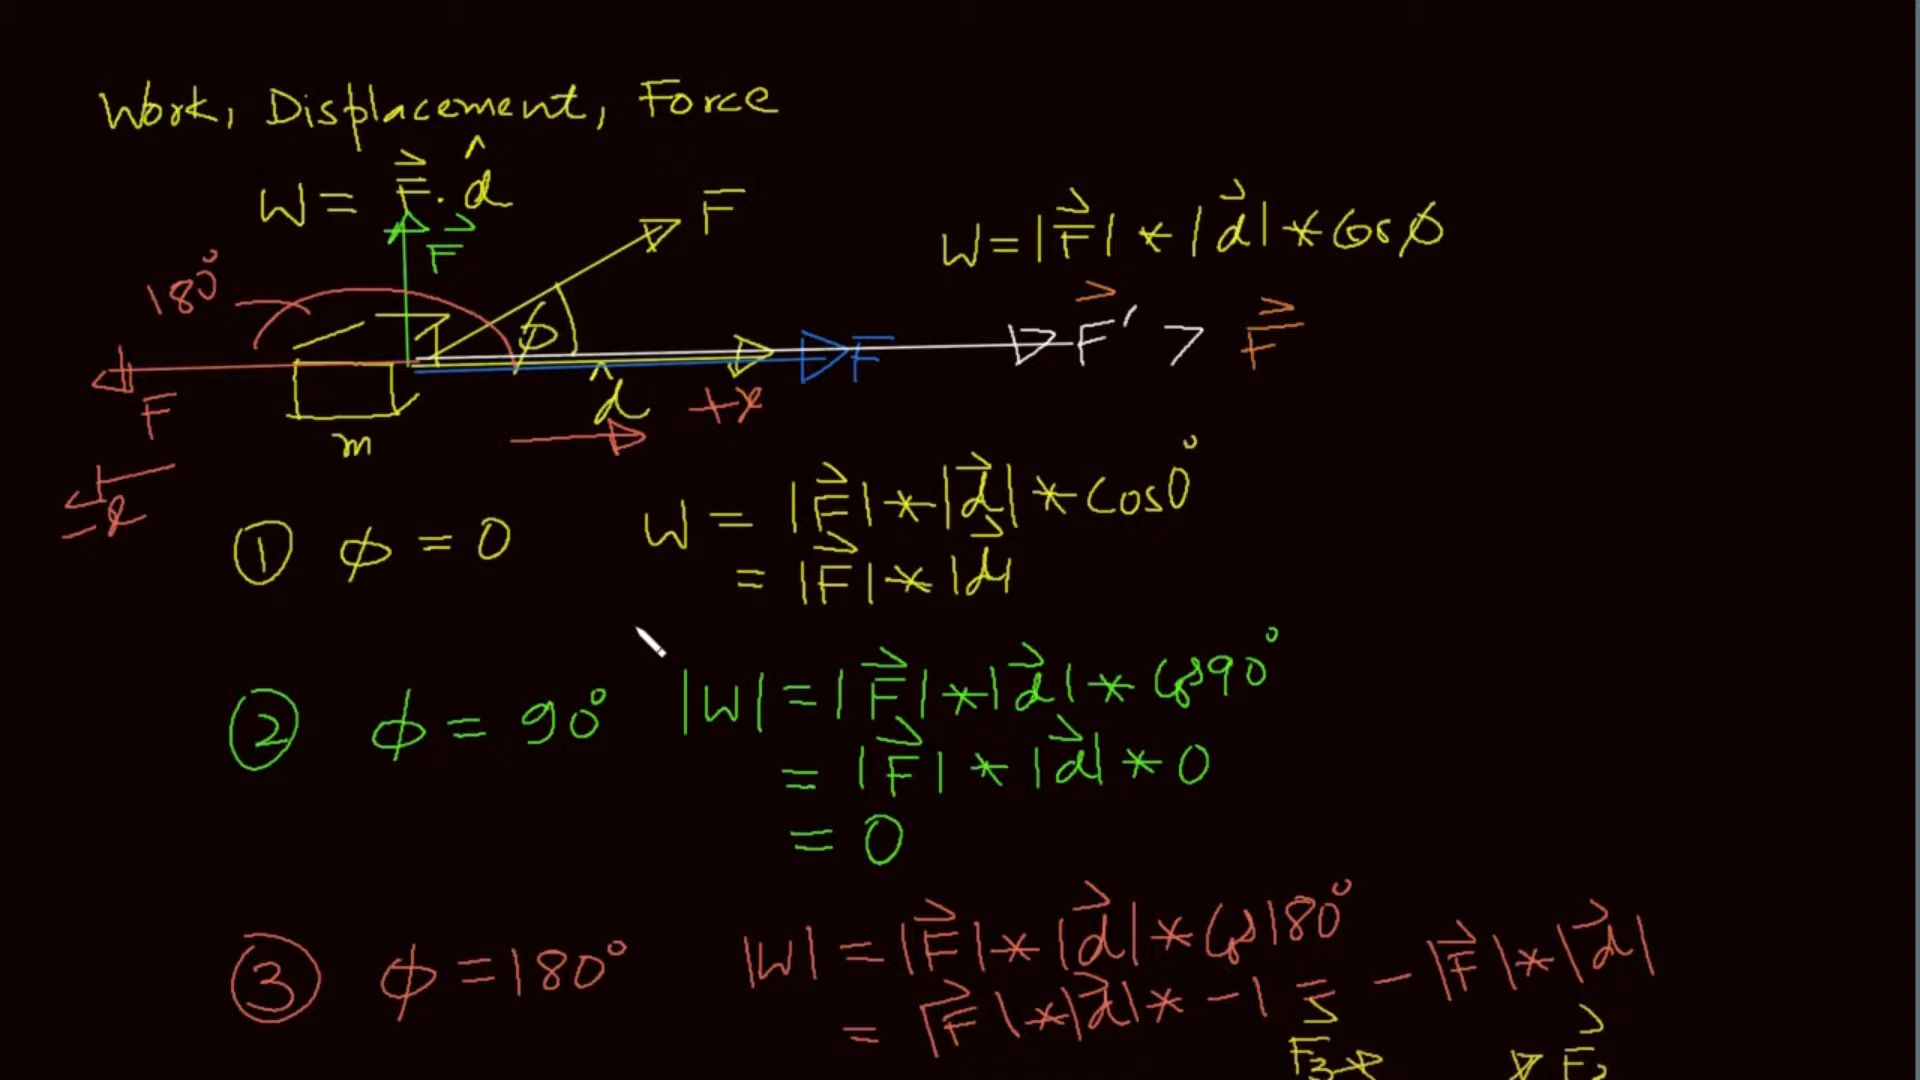 Work, Displacement, Force
W = F⃗ . d̂
F⃗
F
W = |F⃗| * |d⃗| * cos φ
180°
φ
F
F' > F⃗
F
d̂
+x
m
-x
① φ = 0 W = |F⃗| * |d⃗| * cos 0°
= |F⃗| * |d⃗|
② φ = 90° |W| = |F⃗| * |d⃗| * cos 90°
= |F⃗| * |d⃗| * 0
= 0
③ φ = 180° |W| = |F⃗| * |d⃗| * cos 180°
= |F⃗| * |d⃗| * -1 = - |F⃗| * |d⃗|
F⃗3